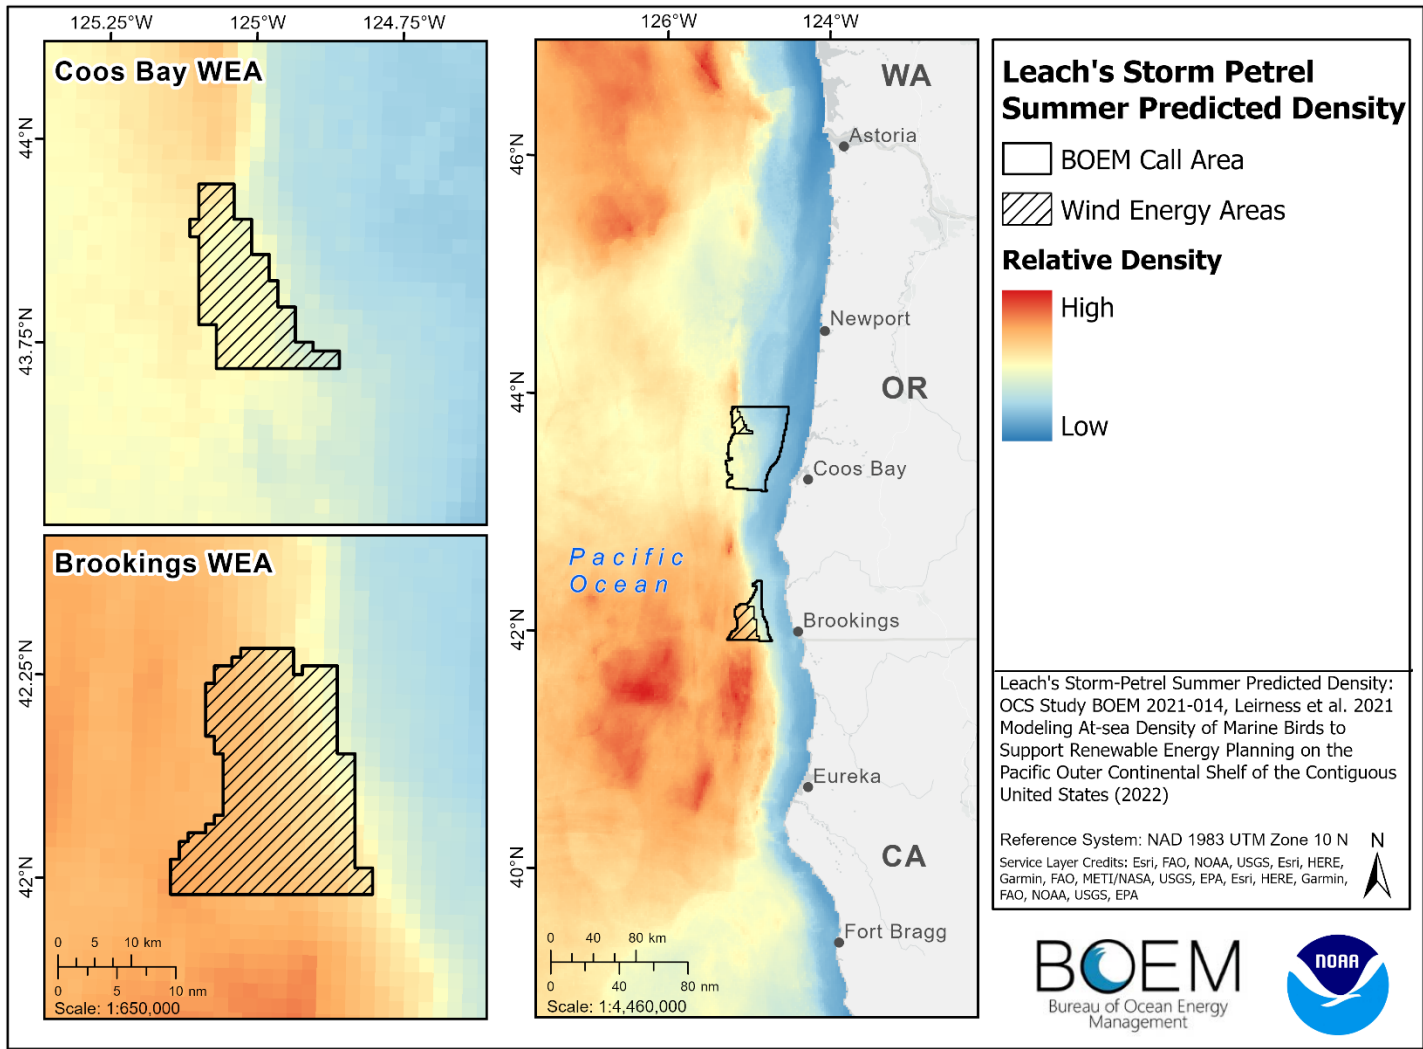 125.25°W
125°W
124.75°W
126°W
124°W
Coos Bay WEA
44°N
43.75°N
Brookings WEA
42.25°N
42°N
0 5 10 km
0 5 10 nm
Scale: 1:650,000
46°N
44°N
42°N
40°N
WA
Astoria
Newport
OR
Coos Bay
Pacific
Ocean
Brookings
Eureka
CA
Fort Bragg
0 40 80 km
0 40 80 nm
Scale: 1:4,460,000
Leach's Storm Petrel
Summer Predicted Density
BOEM Call Area
Wind Energy Areas
Relative Density
High
Low
Leach's Storm-Petrel Summer Predicted Density:
OCS Study BOEM 2021-014, Leirness et al. 2021
Modeling At-sea Density of Marine Birds to
Support Renewable Energy Planning on the
Pacific Outer Continental Shelf of the Contiguous
United States (2022)
Reference System: NAD 1983 UTM Zone 10 N
N
Service Layer Credits: Esri, FAO, NOAA, USGS, Esri, HERE,
Garmin, FAO, METI/NASA, USGS, EPA, Esri, HERE, Garmin,
FAO, NOAA, USGS, EPA
BOEM
Bureau of Ocean Energy
Management
NOAA